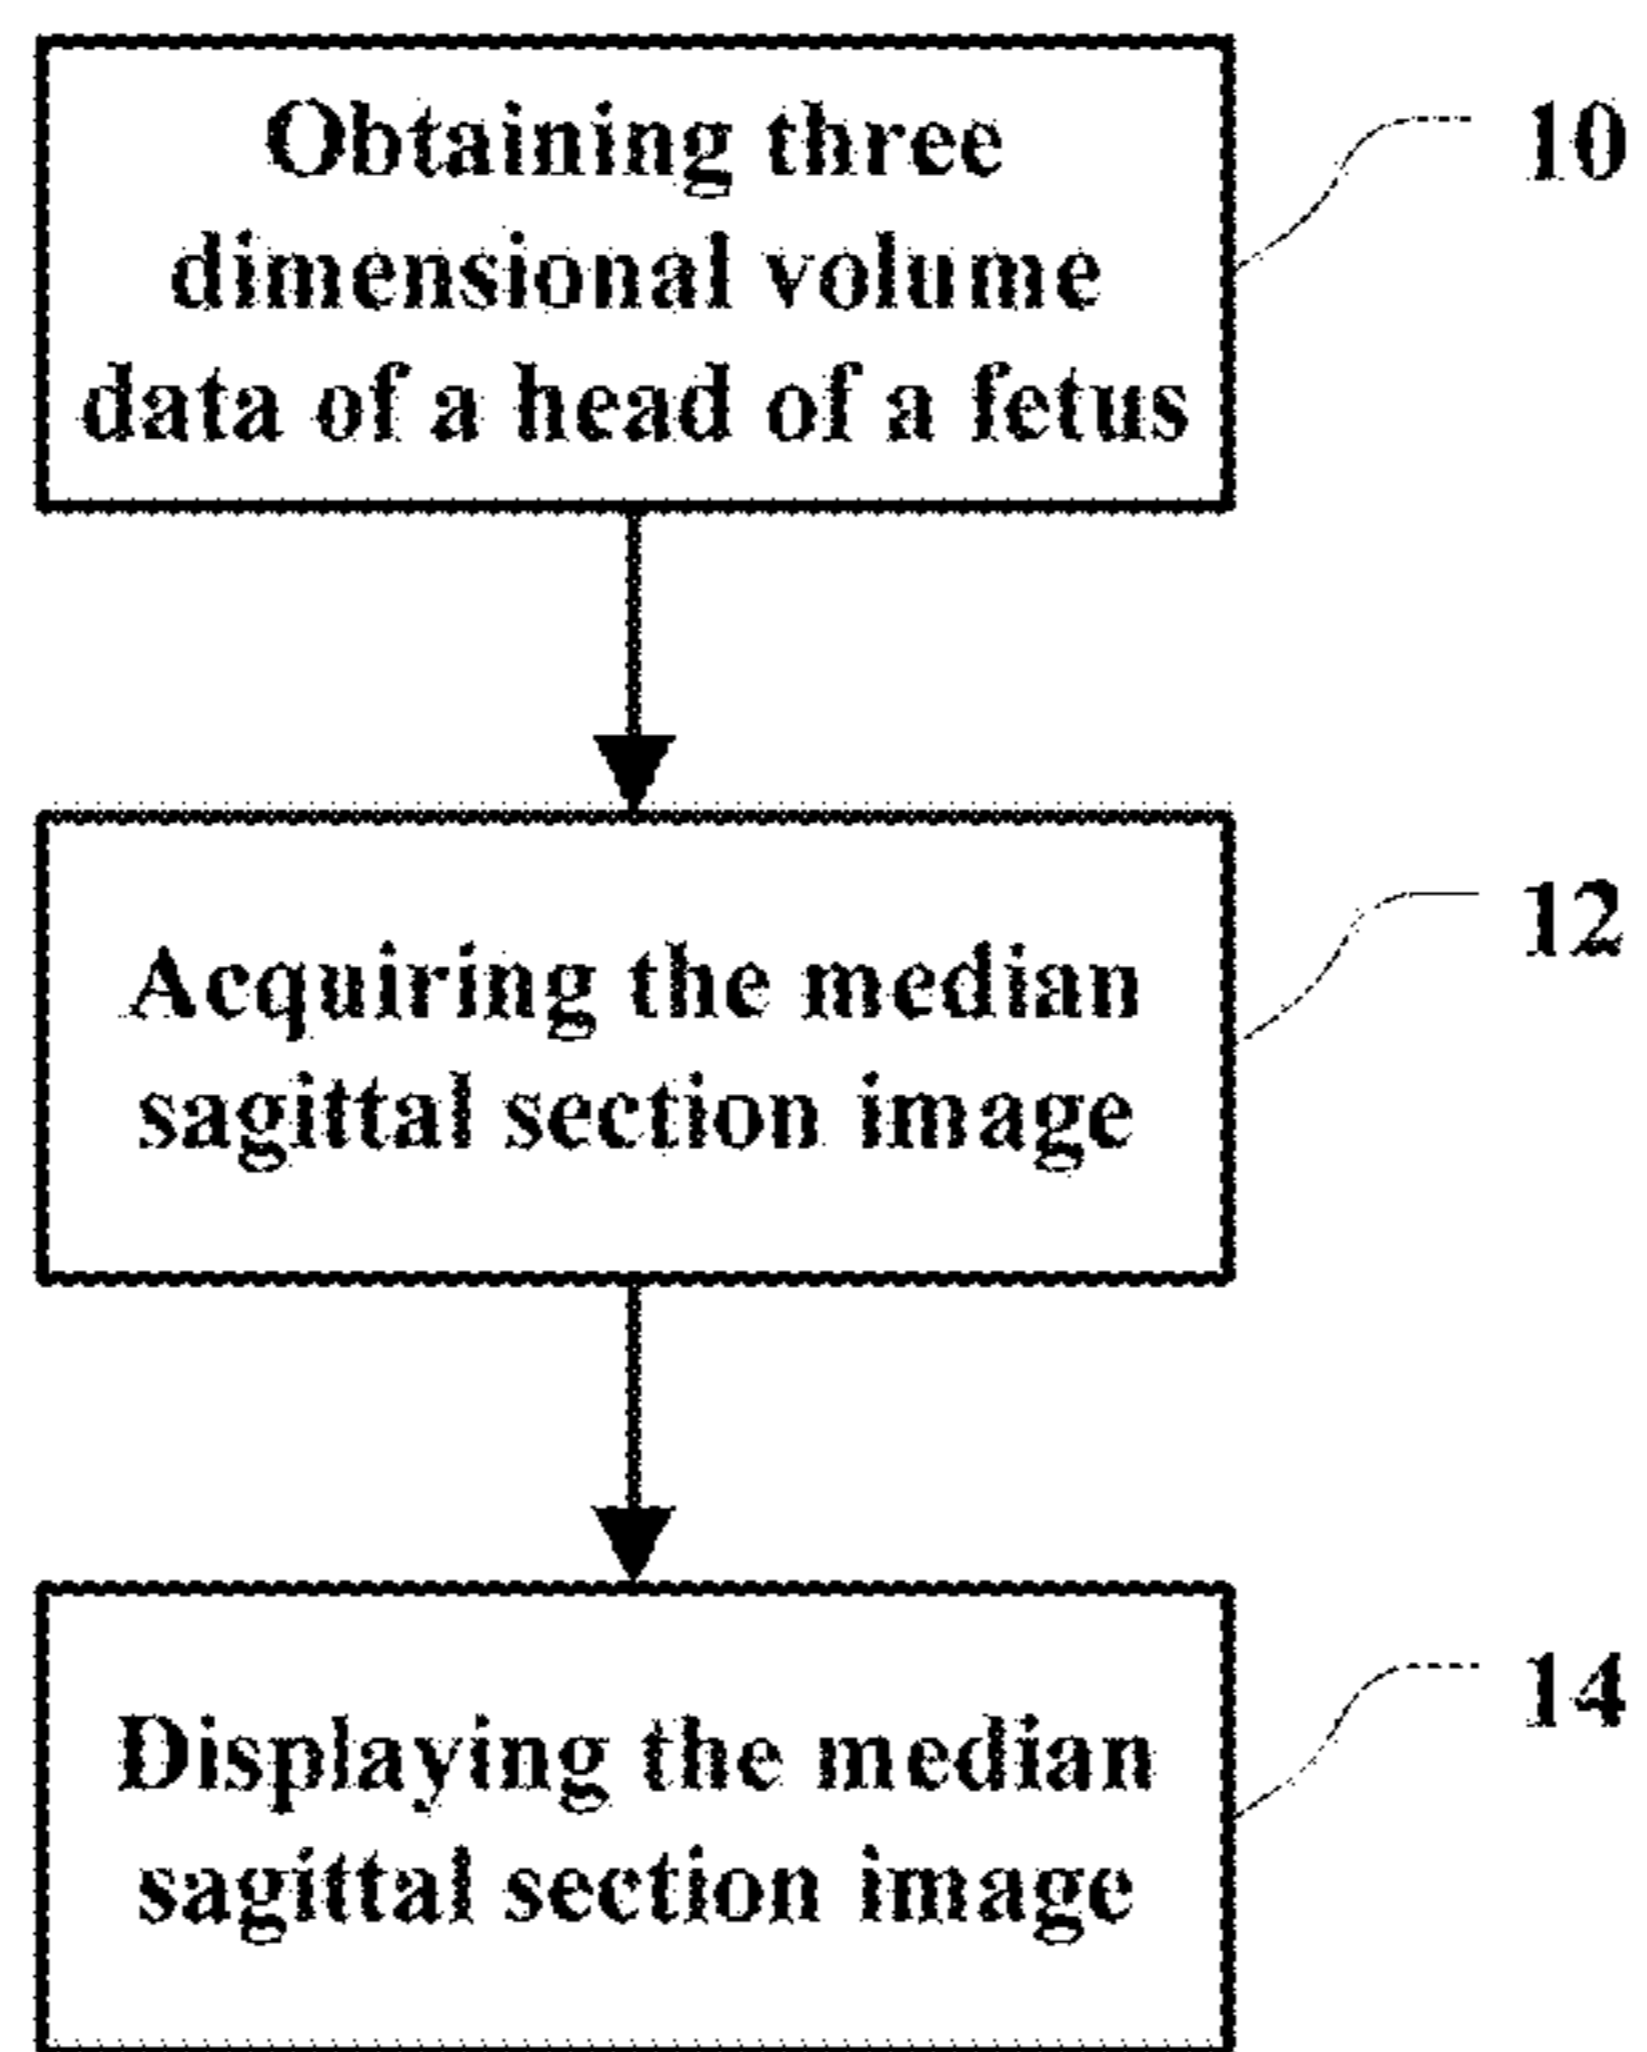 Obtaining three
dimensional volume
data of a head of a fetus
10
Acquiring the median
sagittal section image
12
Displaying the median
sagittal section image
14